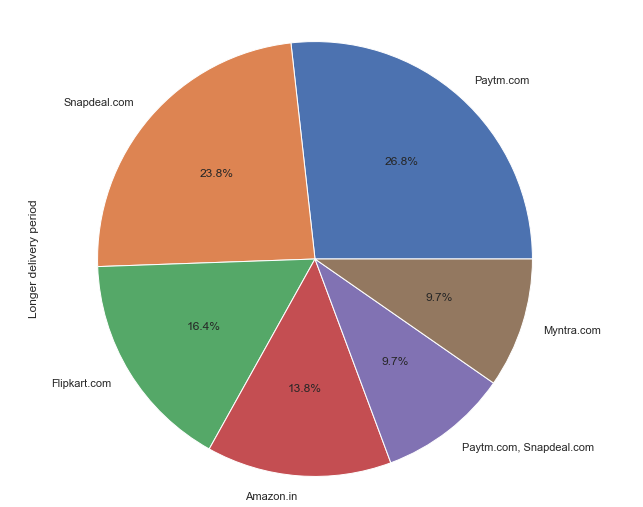 Paytm.com
Snapdeal.com
26.8%
23.8%
Longer delivery period
9.7%
16.4%
Myntra.com
9.7%
Flipkart.com
13.8%
Paytm.com, Snapdeal.com
Amazon.in